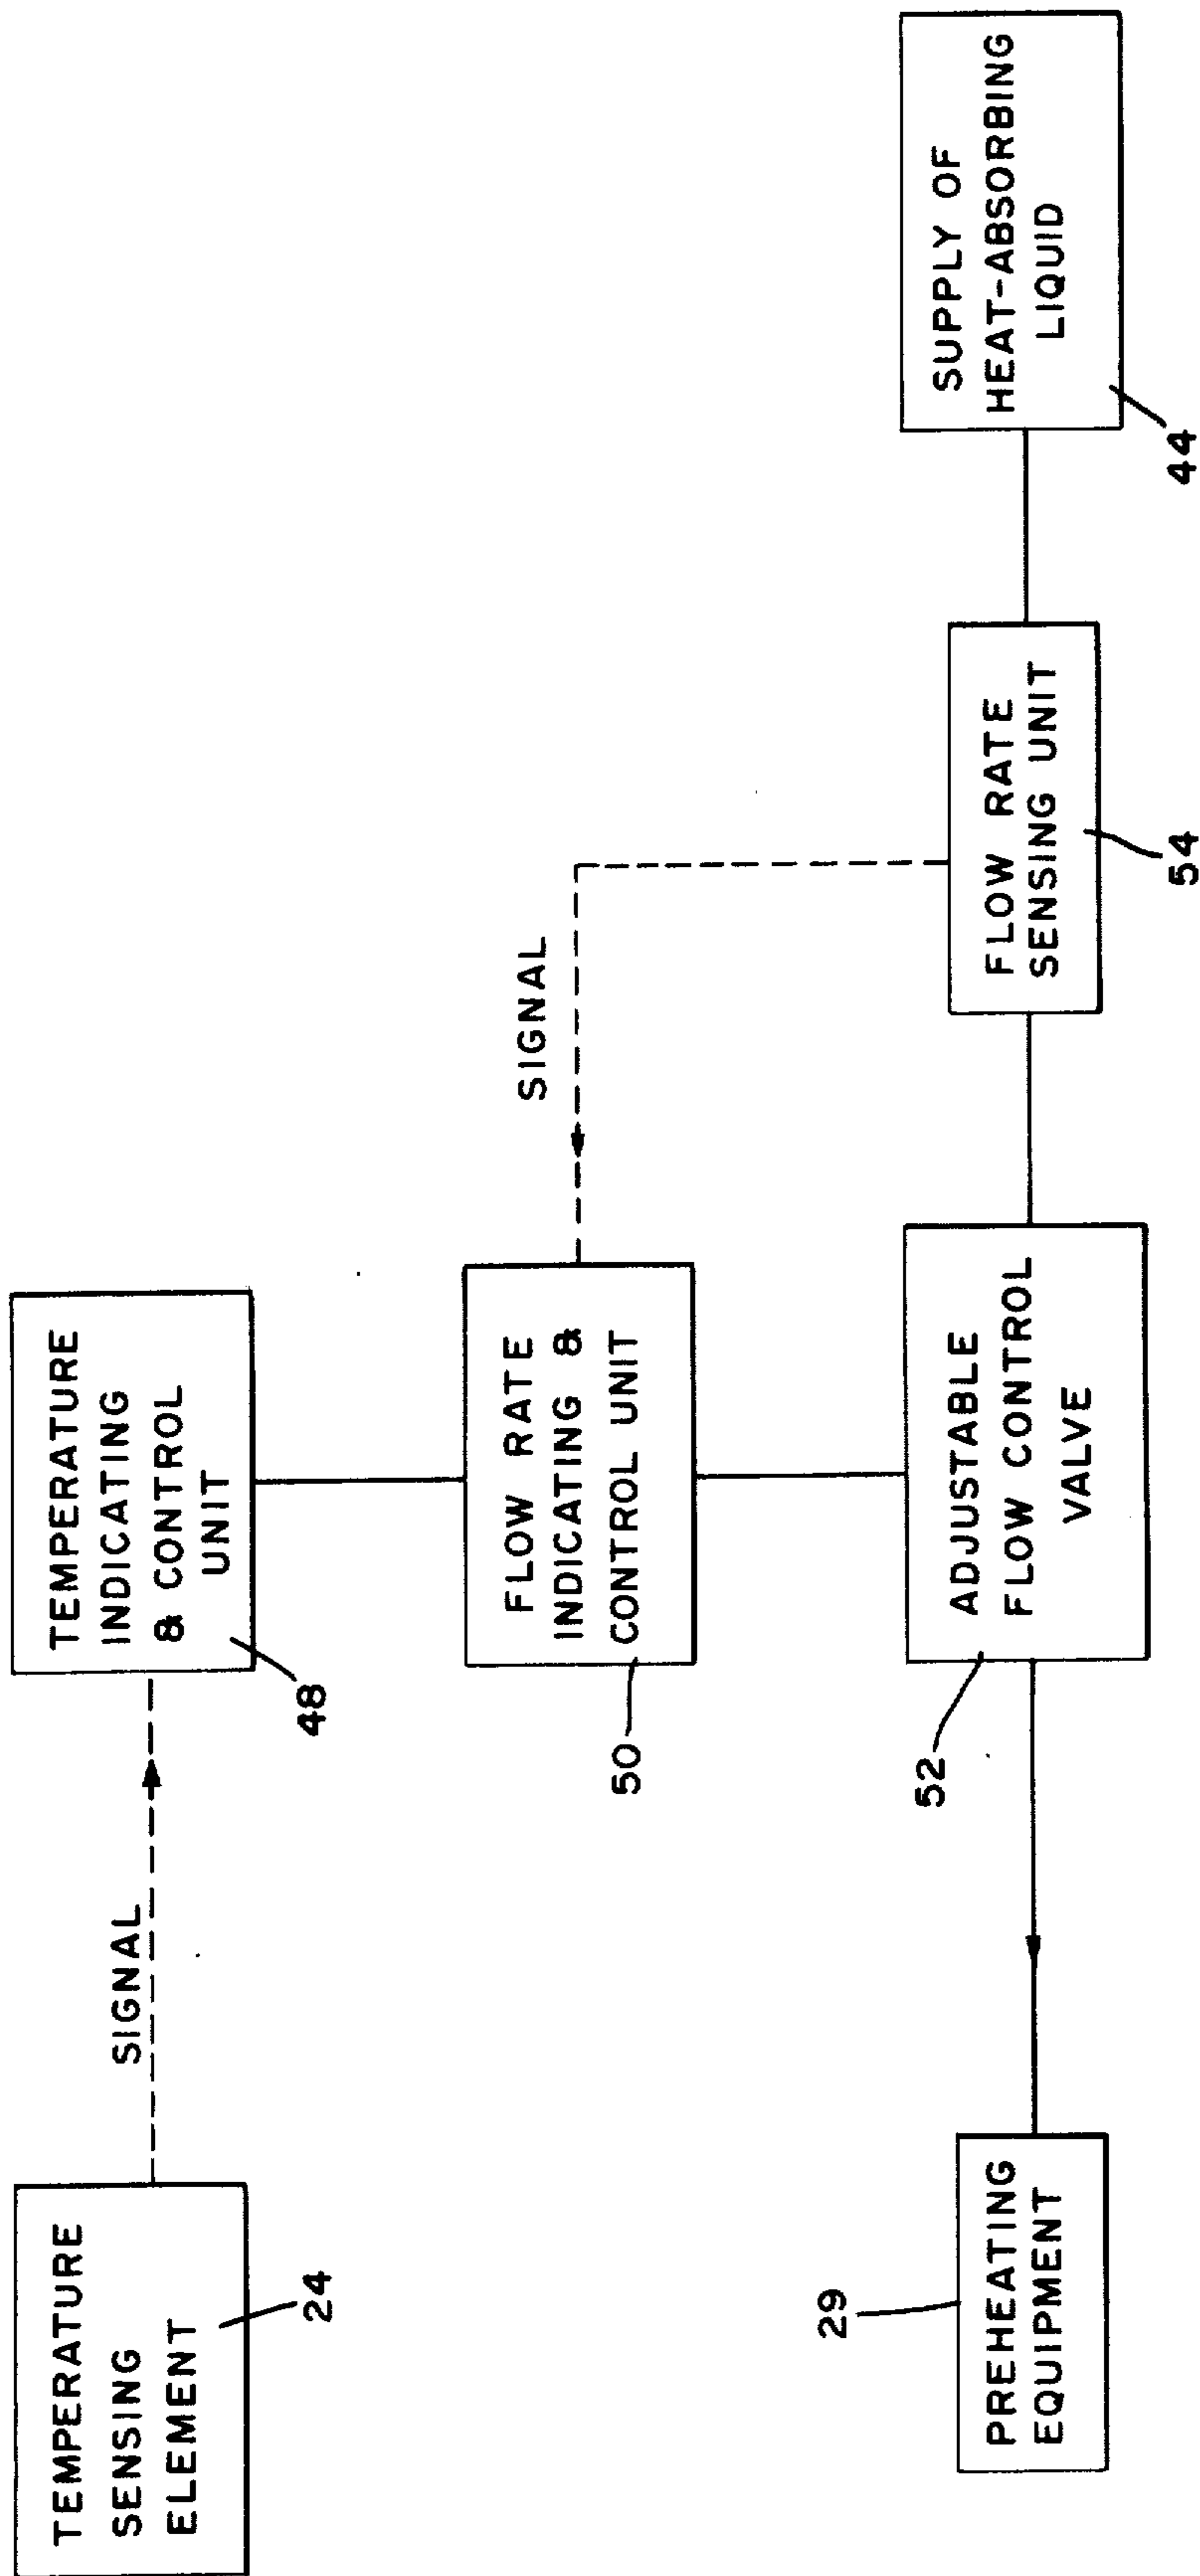 TEMPERATURE
SENSING
ELEMENT
24
SIGNAL
TEMPERATURE
INDICATING
& CONTROL
UNIT
48
SIGNAL
FLOW RATE
INDICATING &
CONTROL UNIT
50
PREHEATING
EQUIPMENT
29
ADJUSTABLE
FLOW CONTROL
VALVE
52
FLOW RATE
SENSING UNIT
54
SUPPLY OF
HEAT-ABSORBING
LIQUID
44